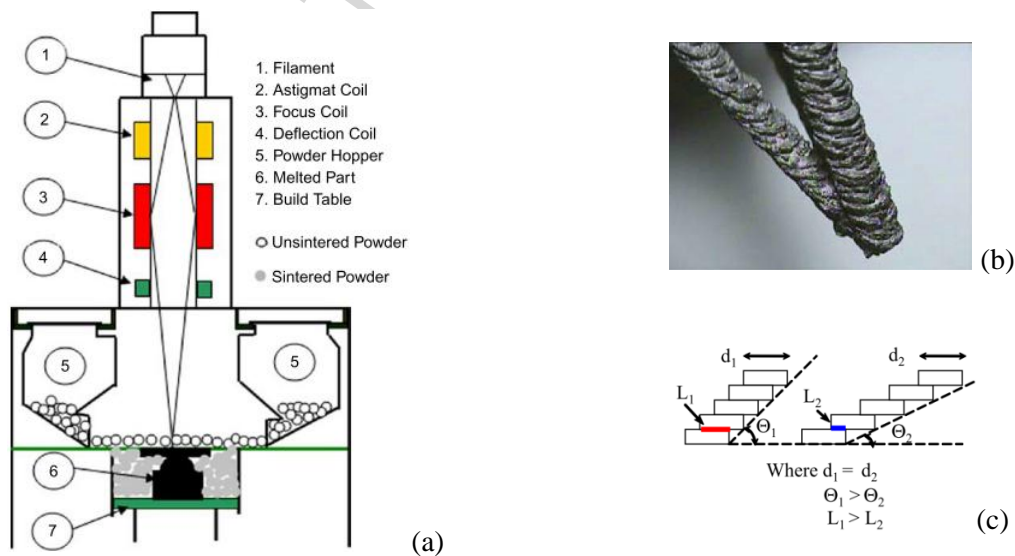 1
2
3
4
5
5
6
7
1. Filament
2. Astigmat Coil
3. Focus Coil
4. Deflection Coil
5. Powder Hopper
6. Melted Part
7. Build Table
Unsintered Powder
Sintered Powder
(a)
(b)
d₁
d₂
L₁
L₂
Θ₁
Θ₂
Where d₁ = d₂
Θ₁ > Θ₂
L₁ > L₂
(c)